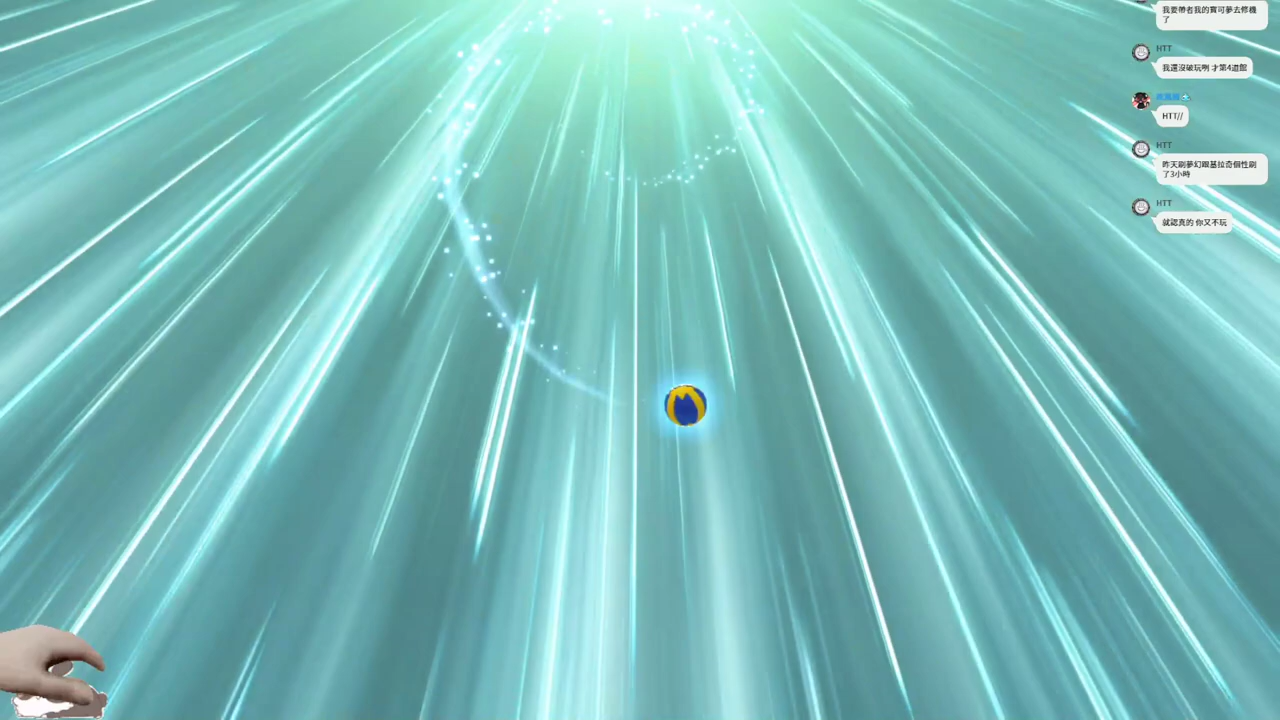 我要帶者我的寶可夢去修機
了
HTT
我還沒破玩咧 才第4道館
HTT//
HTT
昨天刷夢幻跟基拉奇個性刷
了3小時
HTT
就認真的 你又不玩